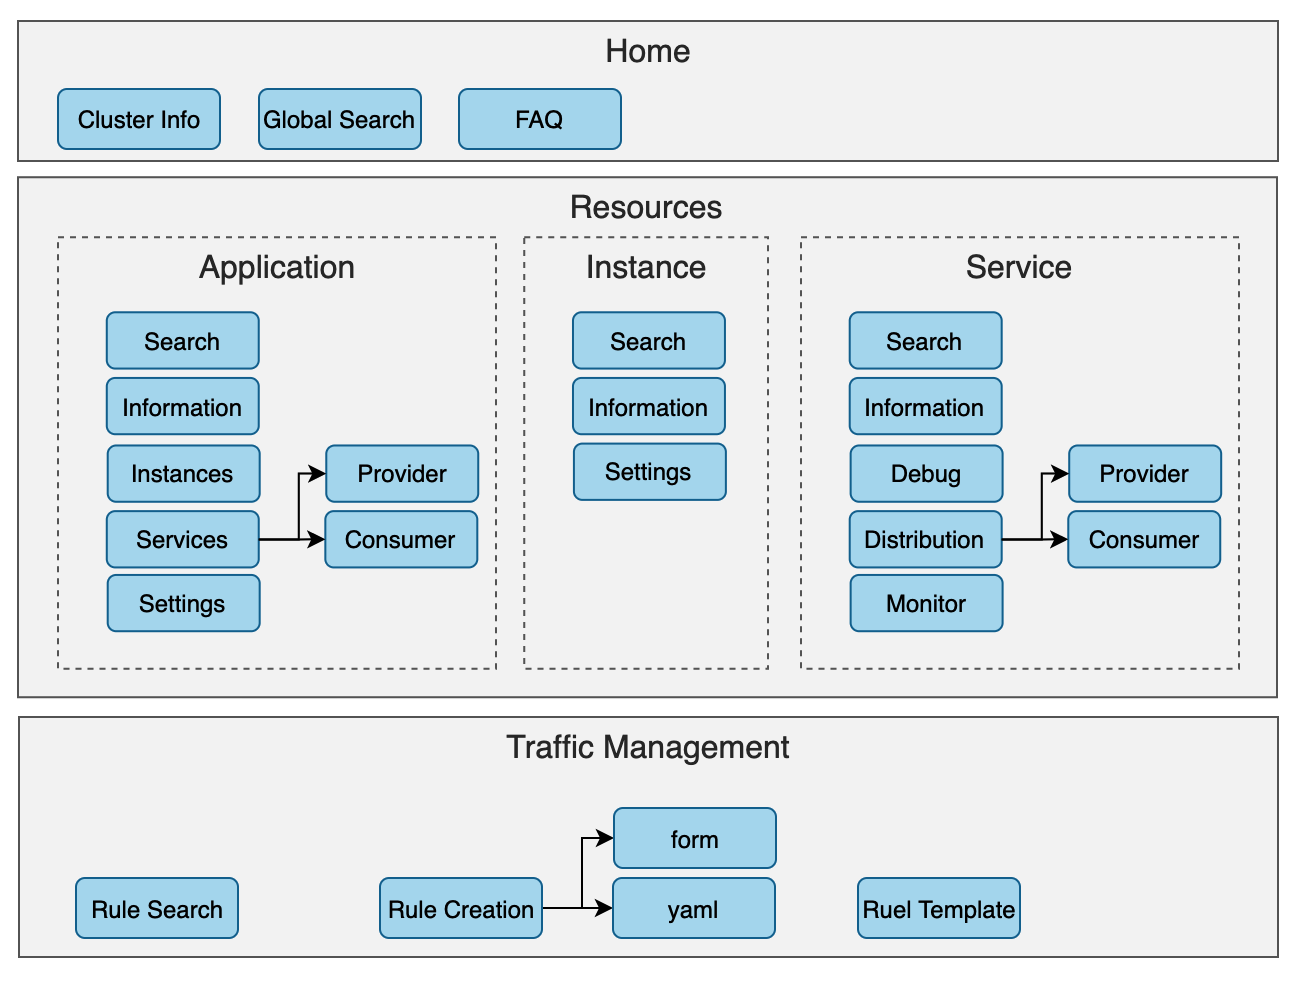 Home
Cluster Info
Global Search
FAQ
Resources
Application
Search
Information
Instances
Services
Settings
Provider
Consumer
Instance
Search
Information
Settings
Service
Search
Information
Debug
Distribution
Monitor
Provider
Consumer
Traffic Management
Rule Search
Rule Creation
form
yaml
Ruel Template